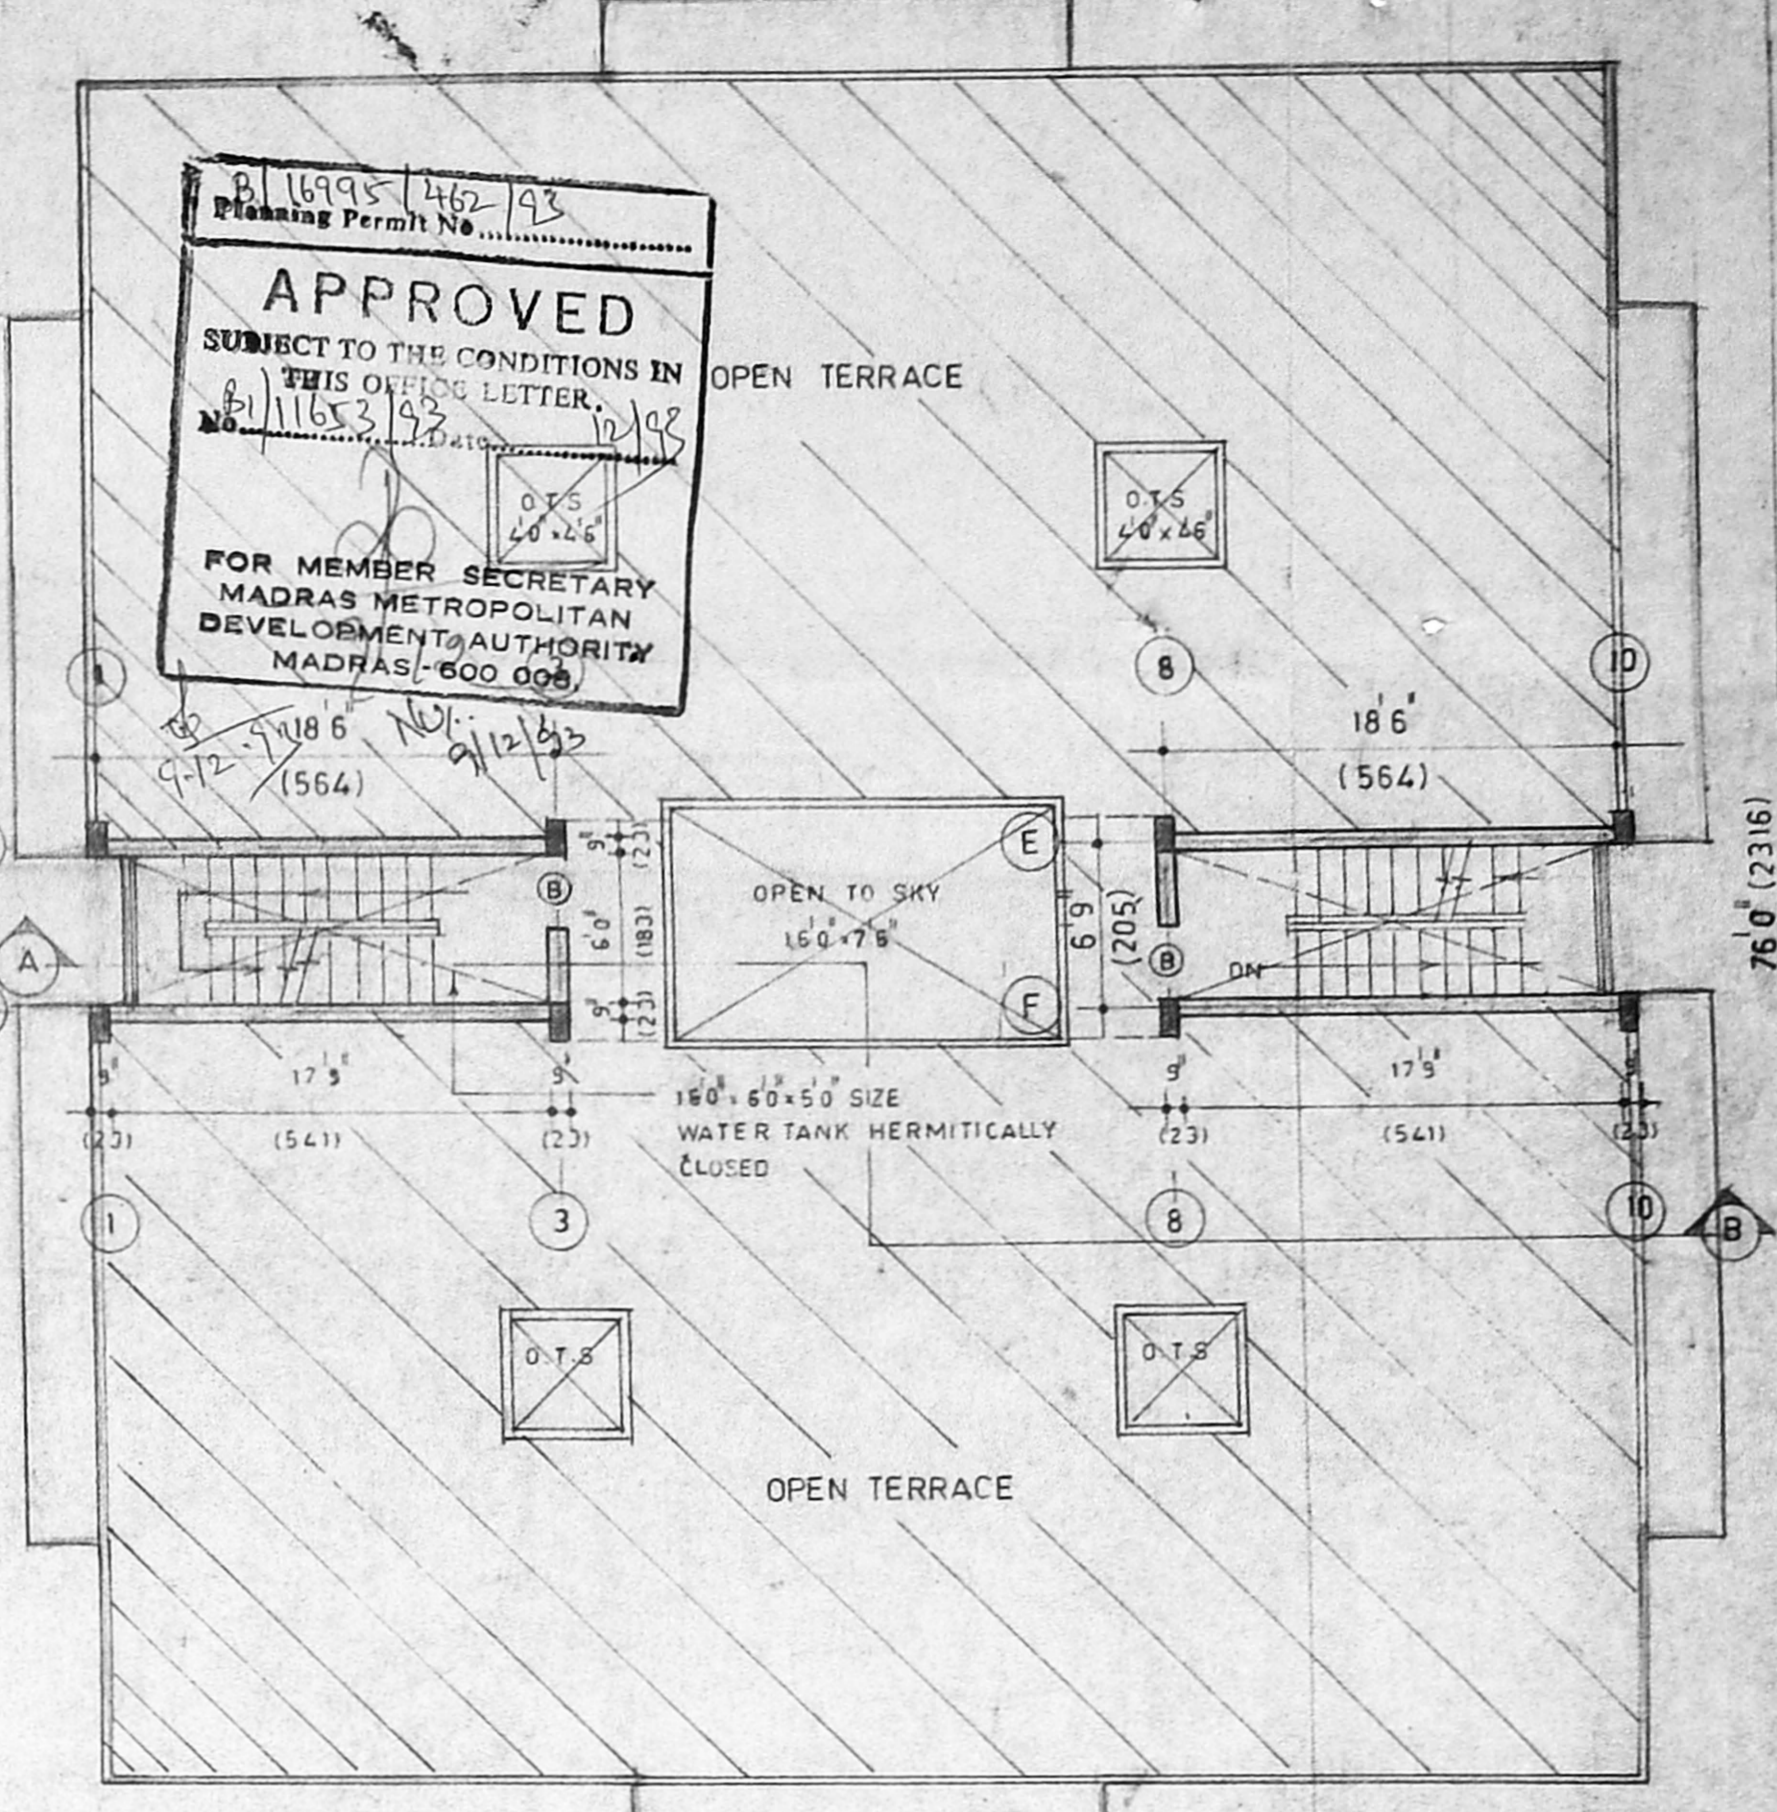 B/16995/462/93
Planning Permit No
APPROVED
SUBJECT TO THE CONDITIONS IN
THIS OFFICE LETTER.
No. B1/11653/93 Date 12/93
FOR MEMBER SECRETARY
MADRAS METROPOLITAN
DEVELOPMENT AUTHORITY
MADRAS-600 008.
9-12-93
9/12/93
OPEN TERRACE
O.T.S
4'0" x 4'6"
O.T.S
4'0" x 4'6"
1
8
10
18'6"
(564)
18'6"
(564)
76'0" (2316)
9"
(23)
6'0"
(183)
9"
(23)
B
OPEN TO SKY
16'0" x 7'6"
E
F
6'9"
(205)
B
DN
A
9"
17'9"
9"
(23)
(541)
(23)
16'0" x 6'0" x 5'0" SIZE
WATER TANK HERMITICALLY
CLOSED
9"
17'9"
9"
(23)
(541)
(23)
1
3
8
10
B
O.T.S
O.T.S
OPEN TERRACE